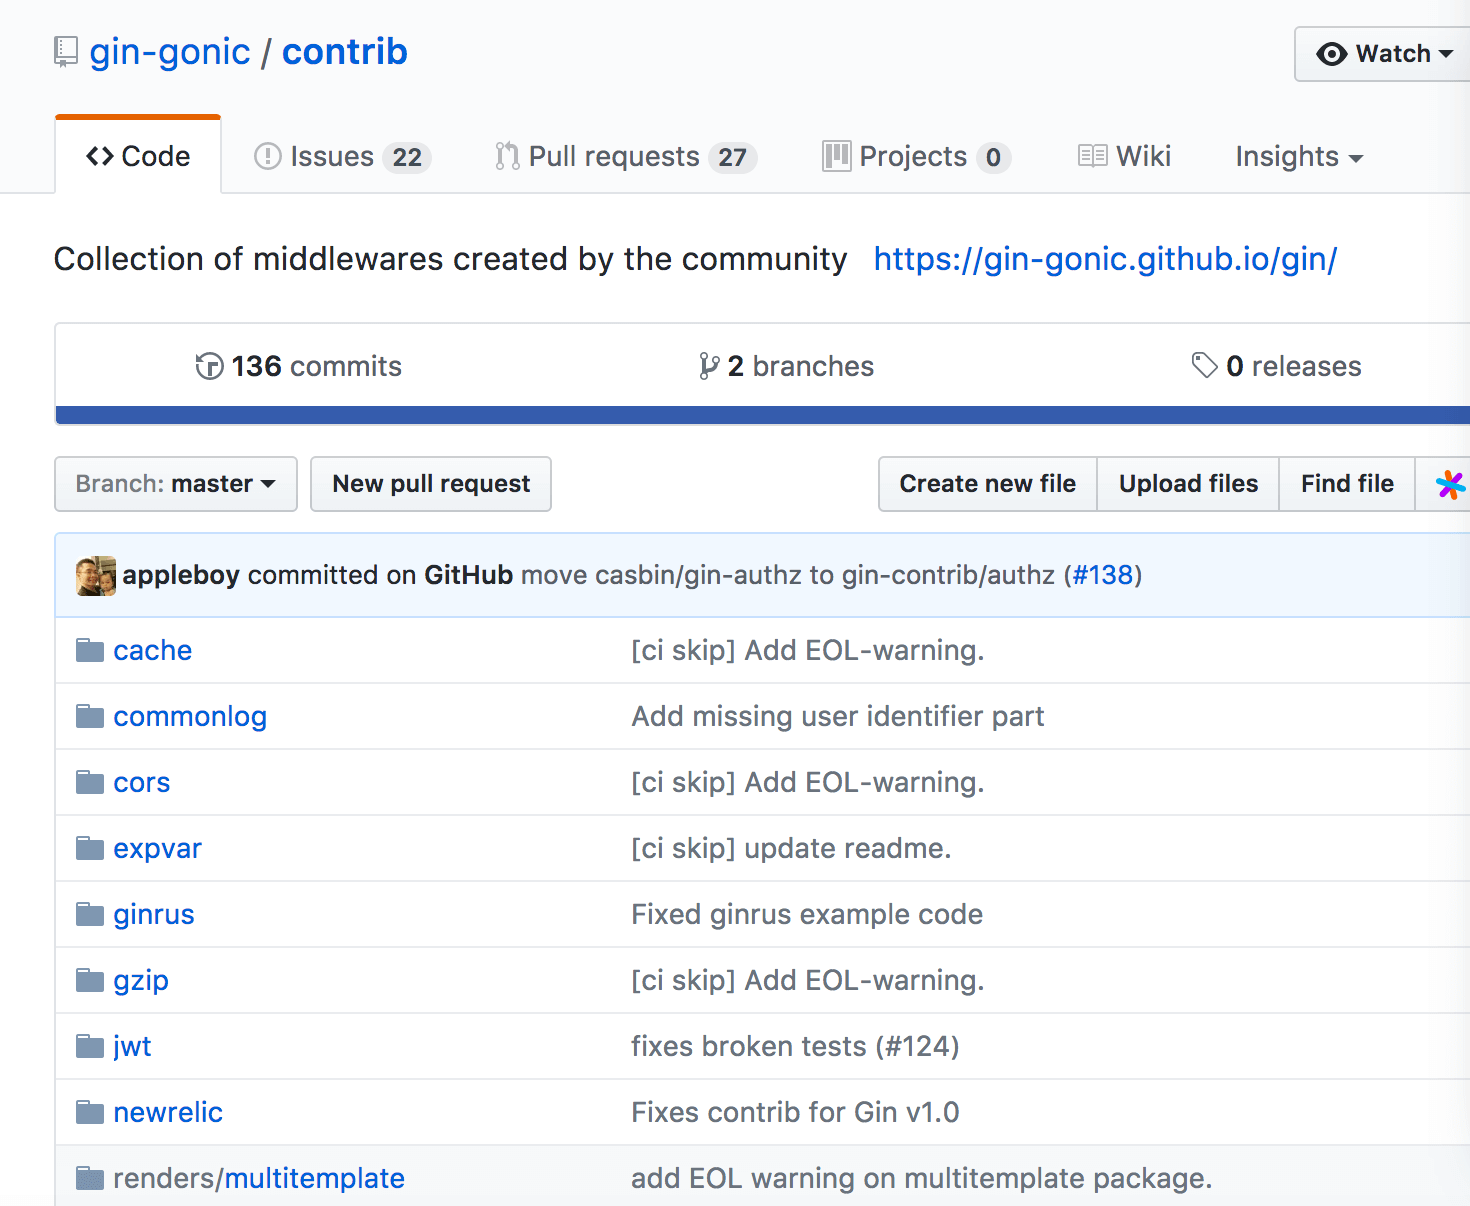 gin-gonic / contrib
Watch
Code
Issues 22
Pull requests 27
Projects 0
Wiki
Insights
Collection of middlewares created by the community https://gin-gonic.github.io/gin/
136 commits
2 branches
0 releases
Branch: master
New pull request
Create new file
Upload files
Find file
appleboy committed on GitHub move casbin/gin-authz to gin-contrib/authz (#138)
cache [ci skip] Add EOL-warning.
commonlog Add missing user identifier part
cors [ci skip] Add EOL-warning.
expvar [ci skip] update readme.
ginrus Fixed ginrus example code
gzip [ci skip] Add EOL-warning.
jwt fixes broken tests (#124)
newrelic Fixes contrib for Gin v1.0
renders/multitemplate add EOL warning on multitemplate package.